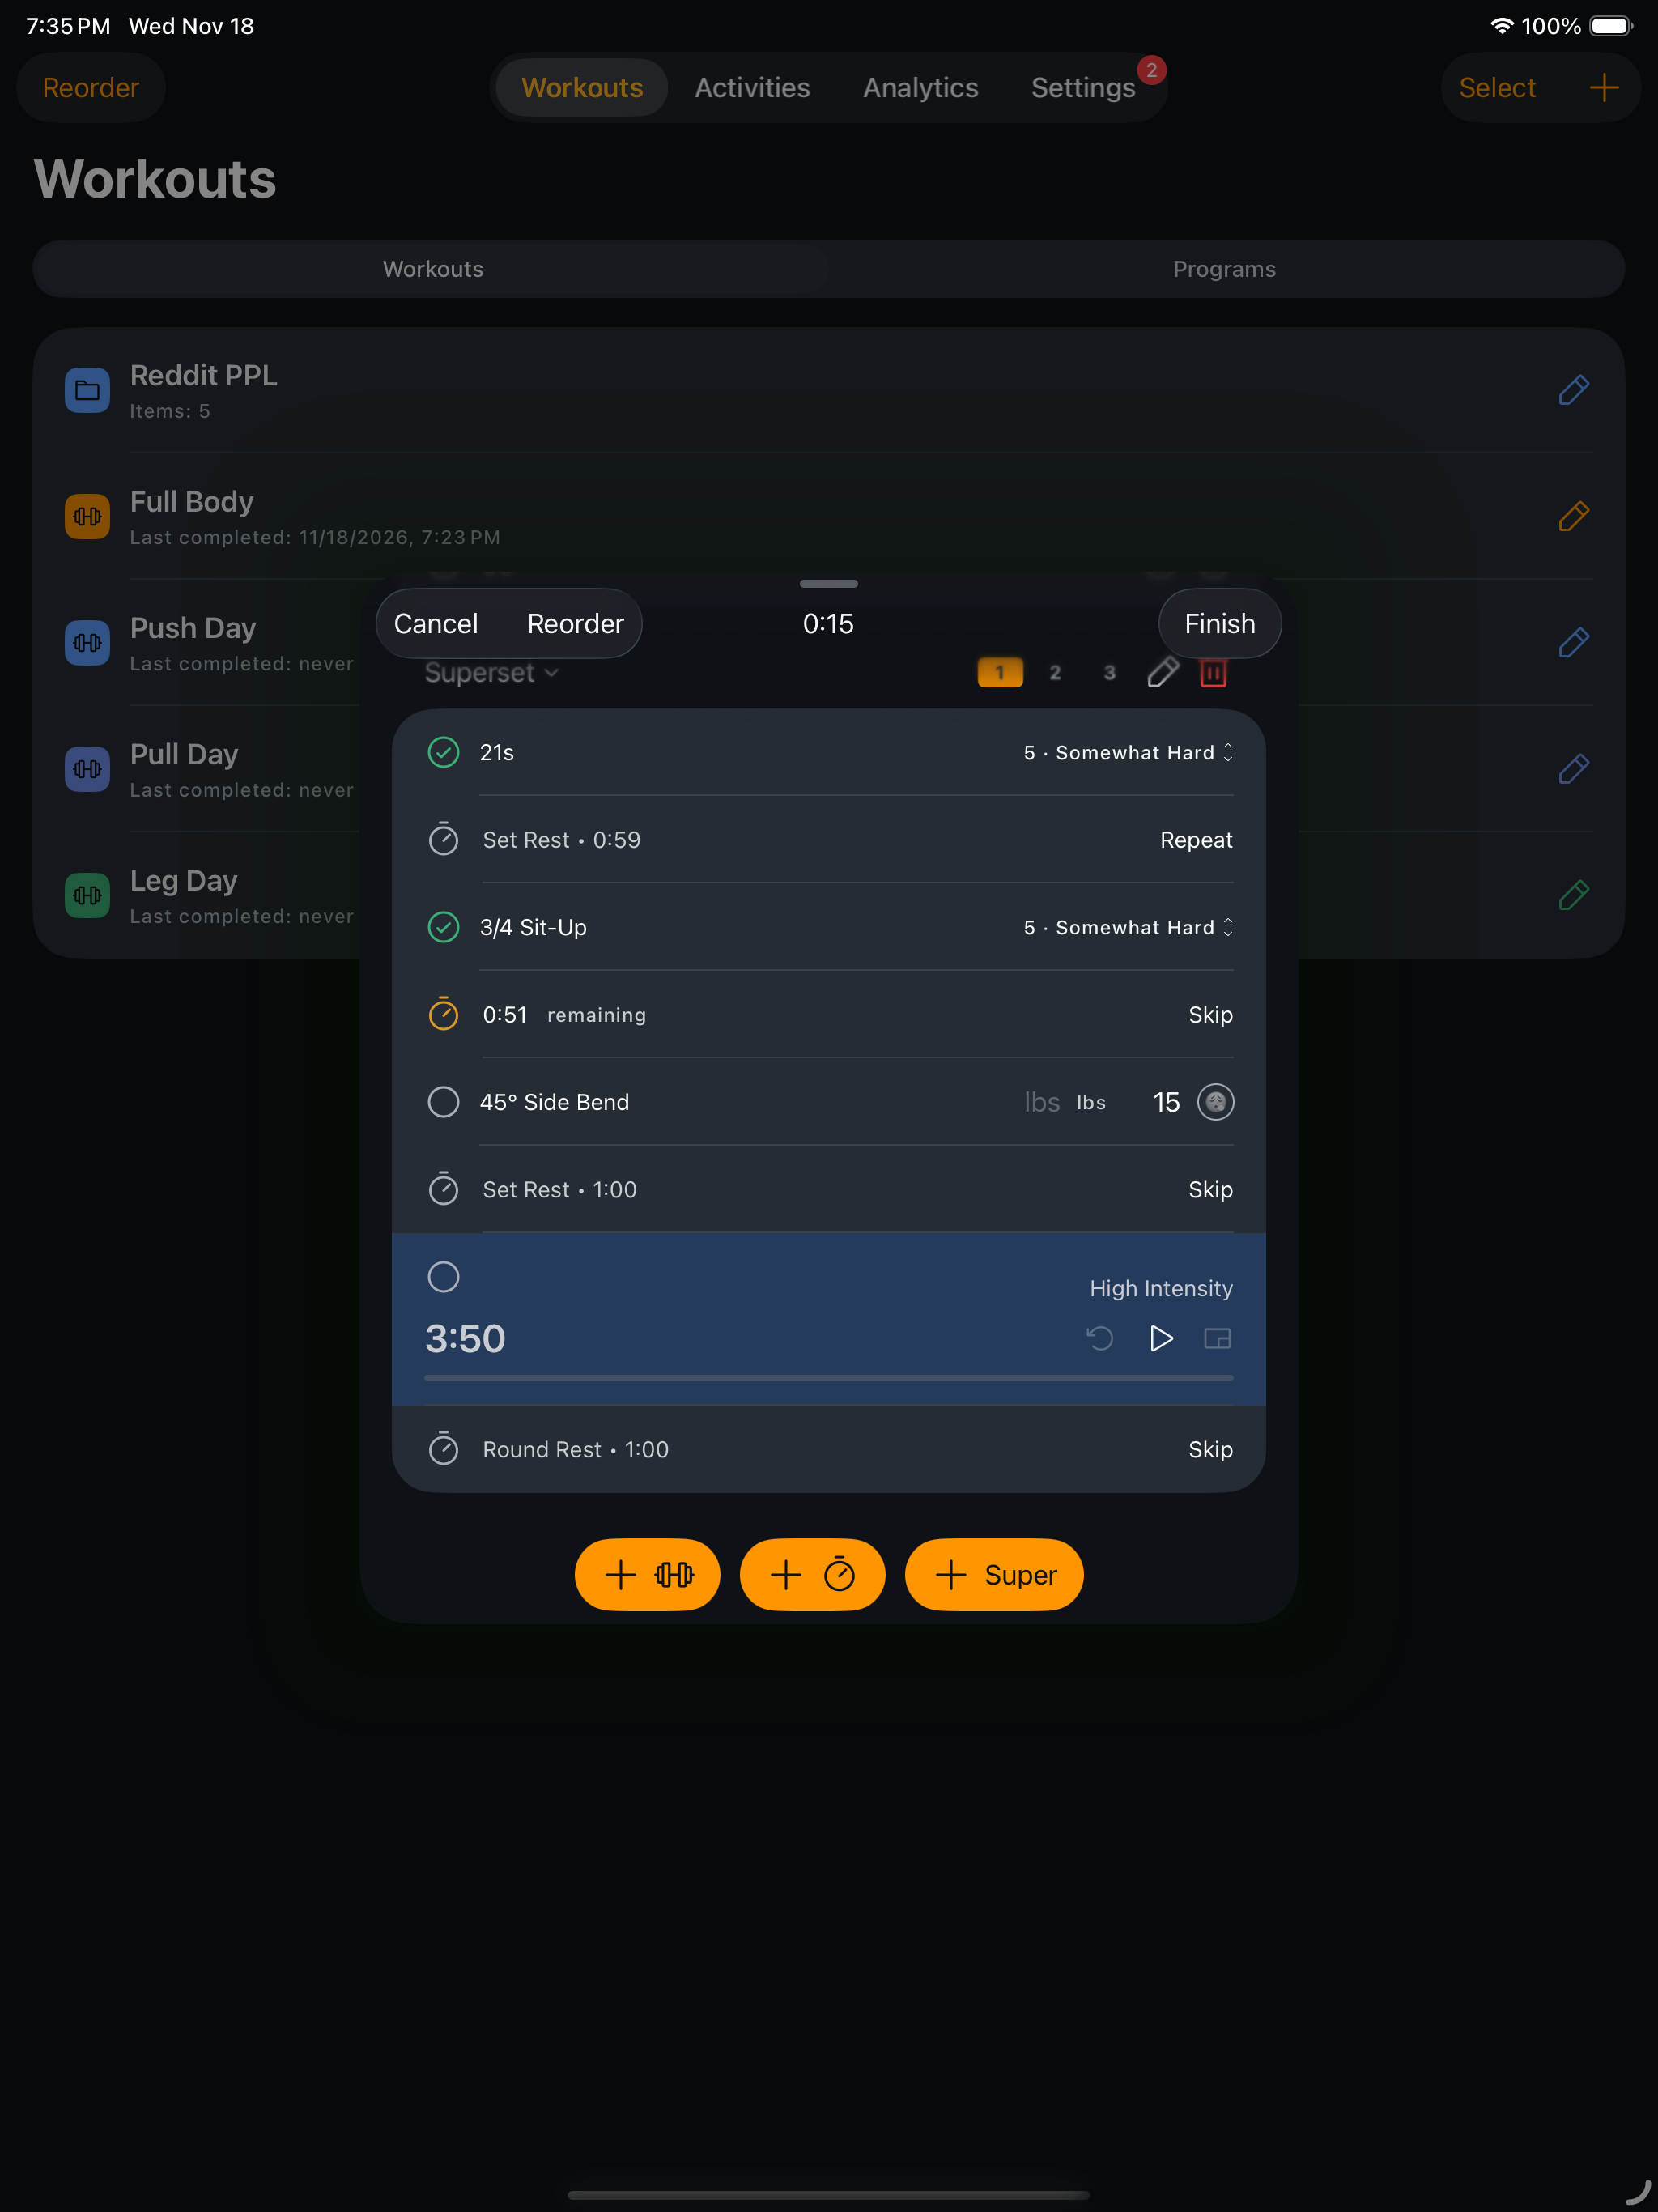 7:35 PM Wed Nov 18
100%
Reorder
Workouts
Activities
Analytics
Settings
2
Select
Workouts
Workouts
Programs
Reddit PPL
Items: 5
Full Body
Last completed: 11/18/2026, 7:23 PM
Push Day
Last completed: never
Pull Day
Last completed: never
Leg Day
Last completed: never
Cancel
Reorder
0:15
Finish
Superset
1
2
3
21s
5 · Somewhat Hard
Set Rest • 0:59
Repeat
3/4 Sit-Up
5 · Somewhat Hard
0:51 remaining
Skip
45° Side Bend
lbs lbs
15
Set Rest • 1:00
Skip
High Intensity
3:50
Round Rest • 1:00
Skip
Super